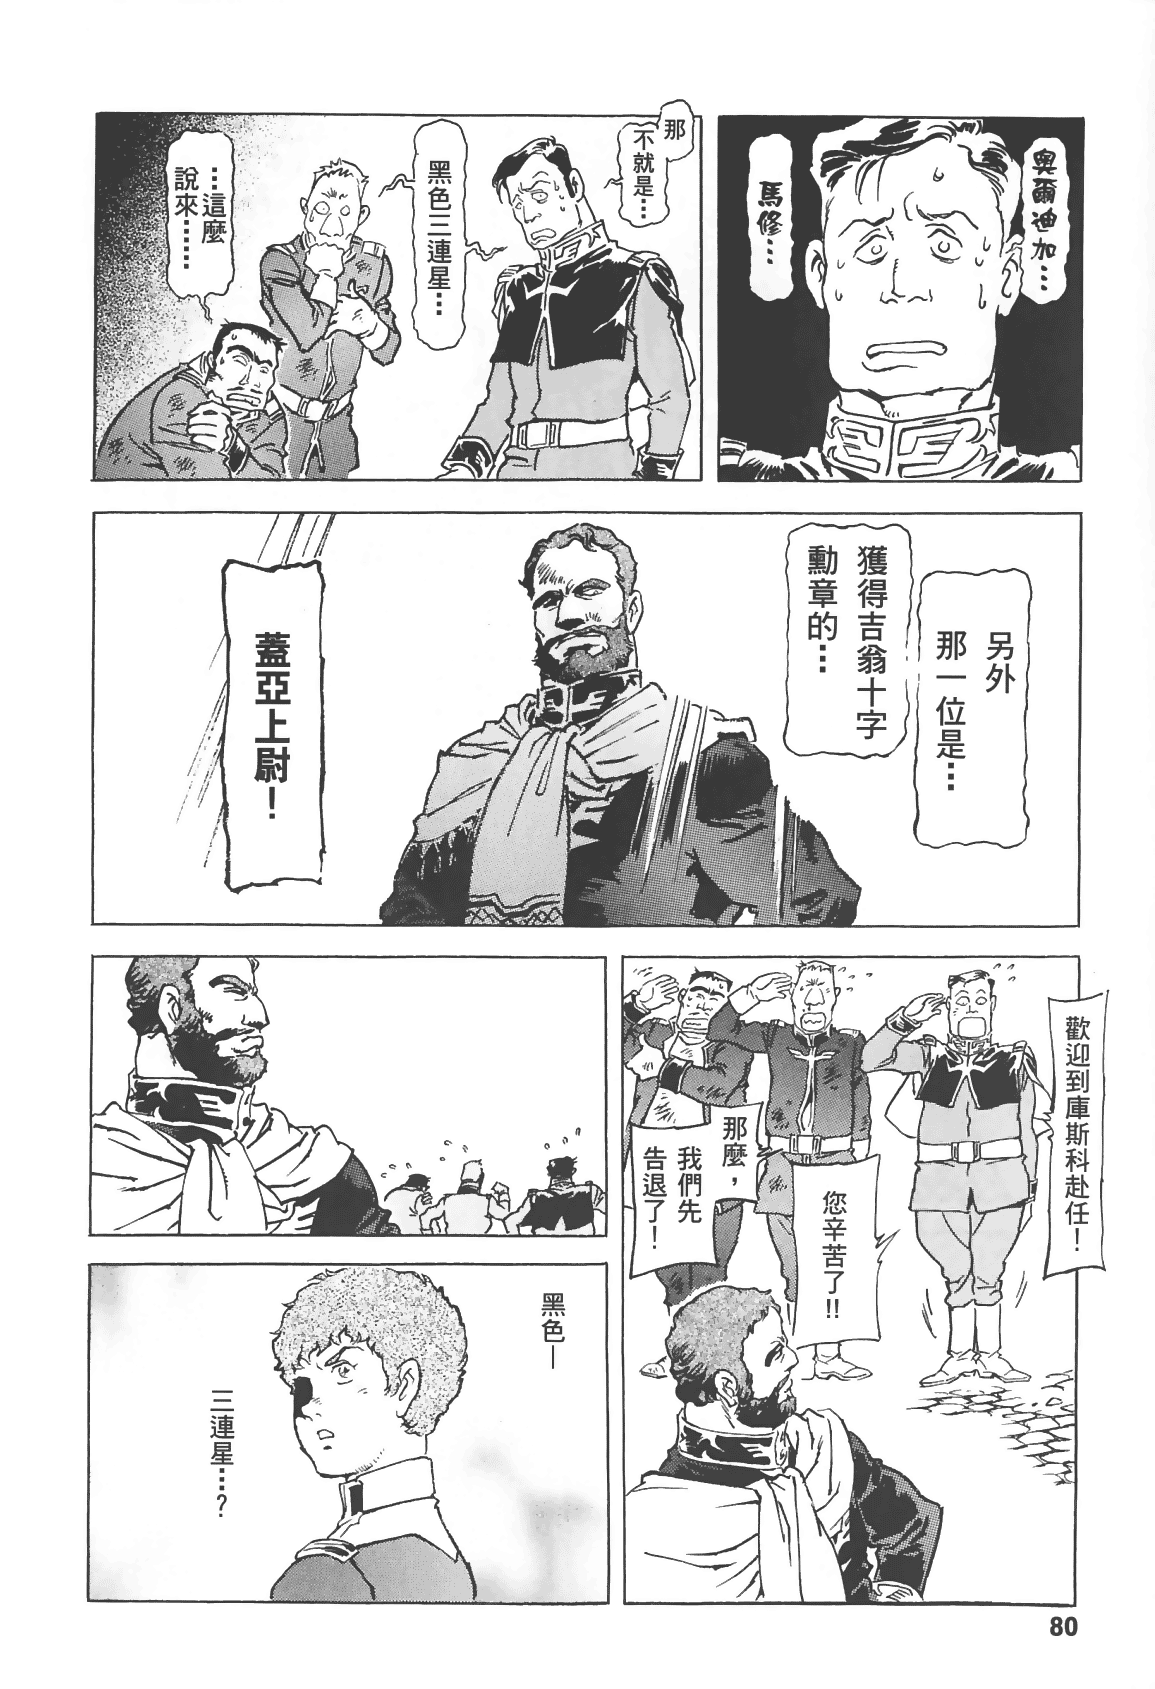 奧爾迪加…
馬修…
那
不就是…
黑色三連星…
…這麼
說來……
另外
那一位是…
獲得吉翁十字
勳章的…
蓋亞上尉！
歡迎到庫斯科赴任！
您辛苦了!!
那麼，
我們先
告退了！
黑色—
三連星…?
80